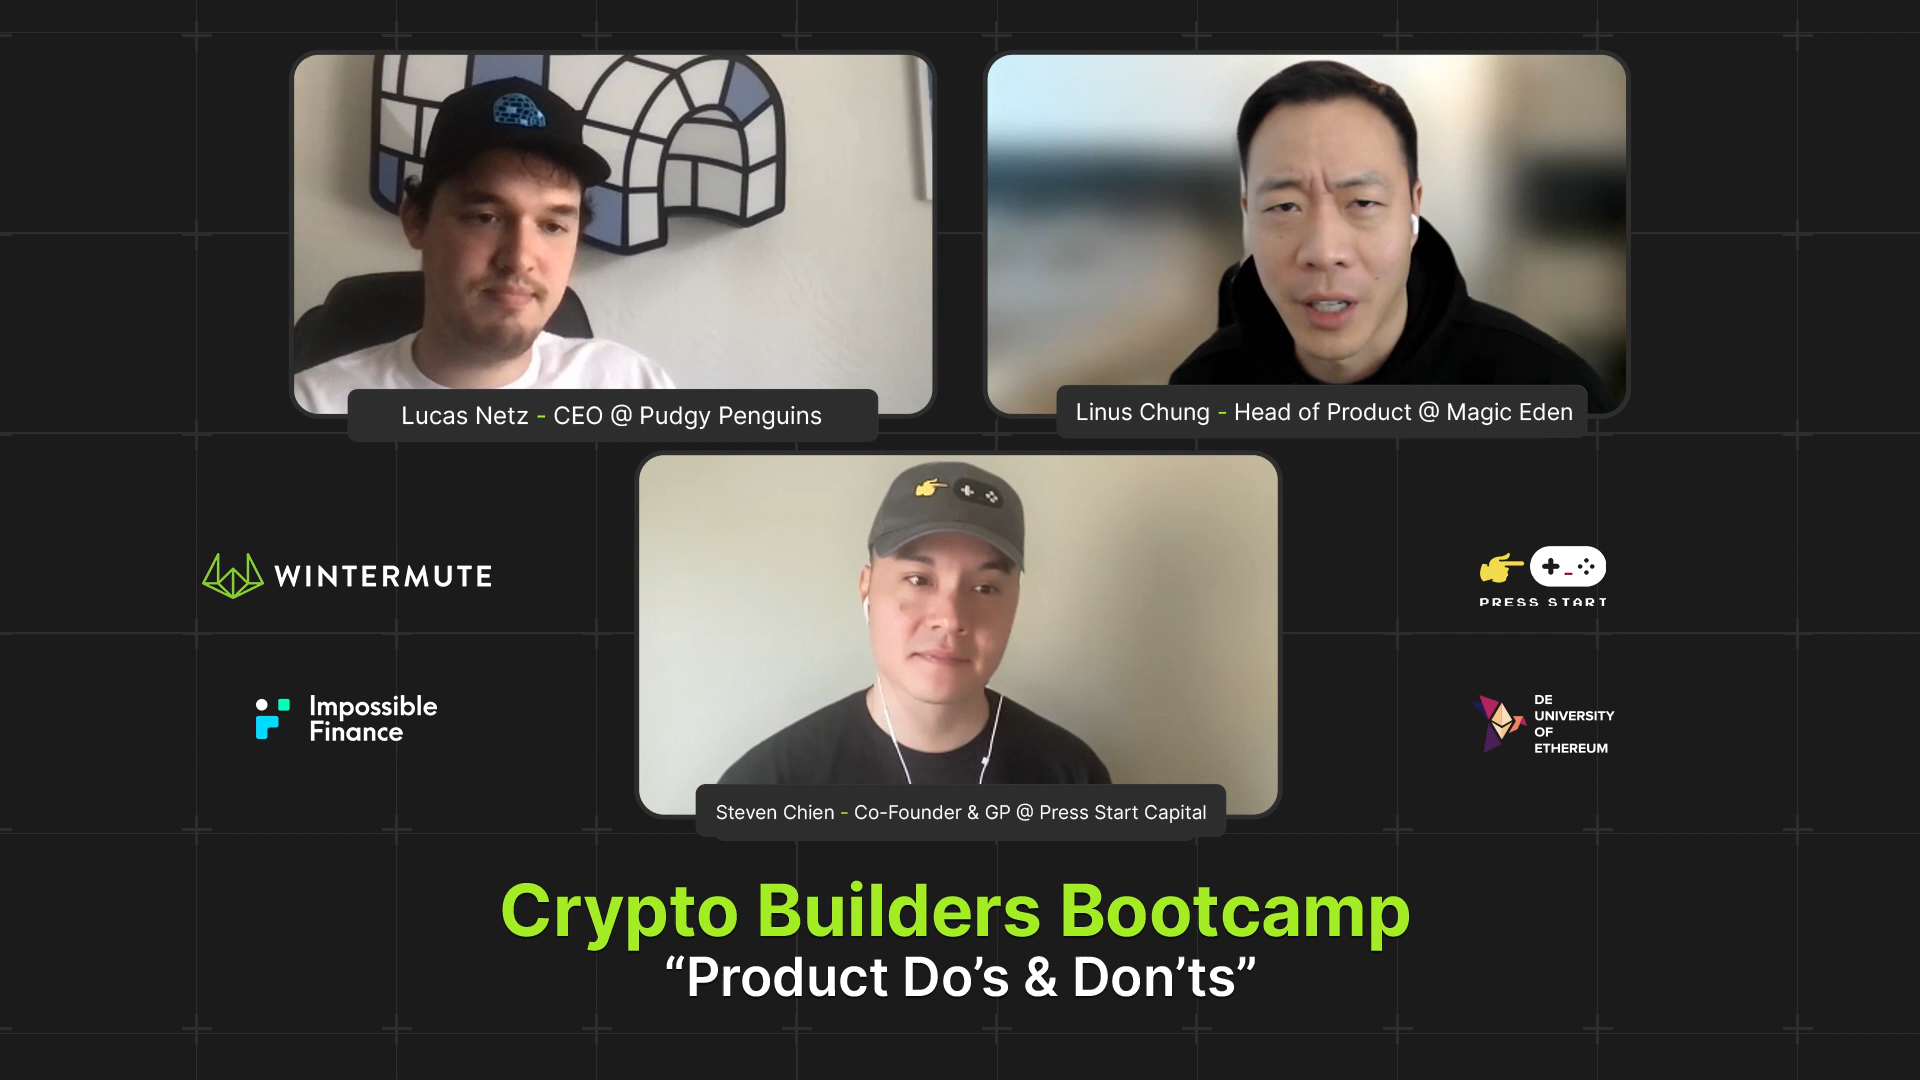 Lucas Netz - CEO @ Pudgy Penguins
Linus Chung - Head of Product @ Magic Eden
WINTERMUTE
PRESS START
Impossible
Finance
DE
UNIVERSITY
OF
ETHEREUM
Steven Chien - Co-Founder & GP @ Press Start Capital
Crypto Builders Bootcamp
“Product Do’s & Don’ts”